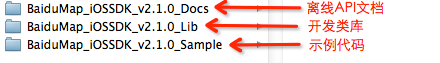 BaiduMap_iOSSDK_v2.1.0_Docs 离线API文档
BaiduMap_iOSSDK_v2.1.0_Lib 开发类库
BaiduMap_iOSSDK_v2.1.0_Sample 示例代码